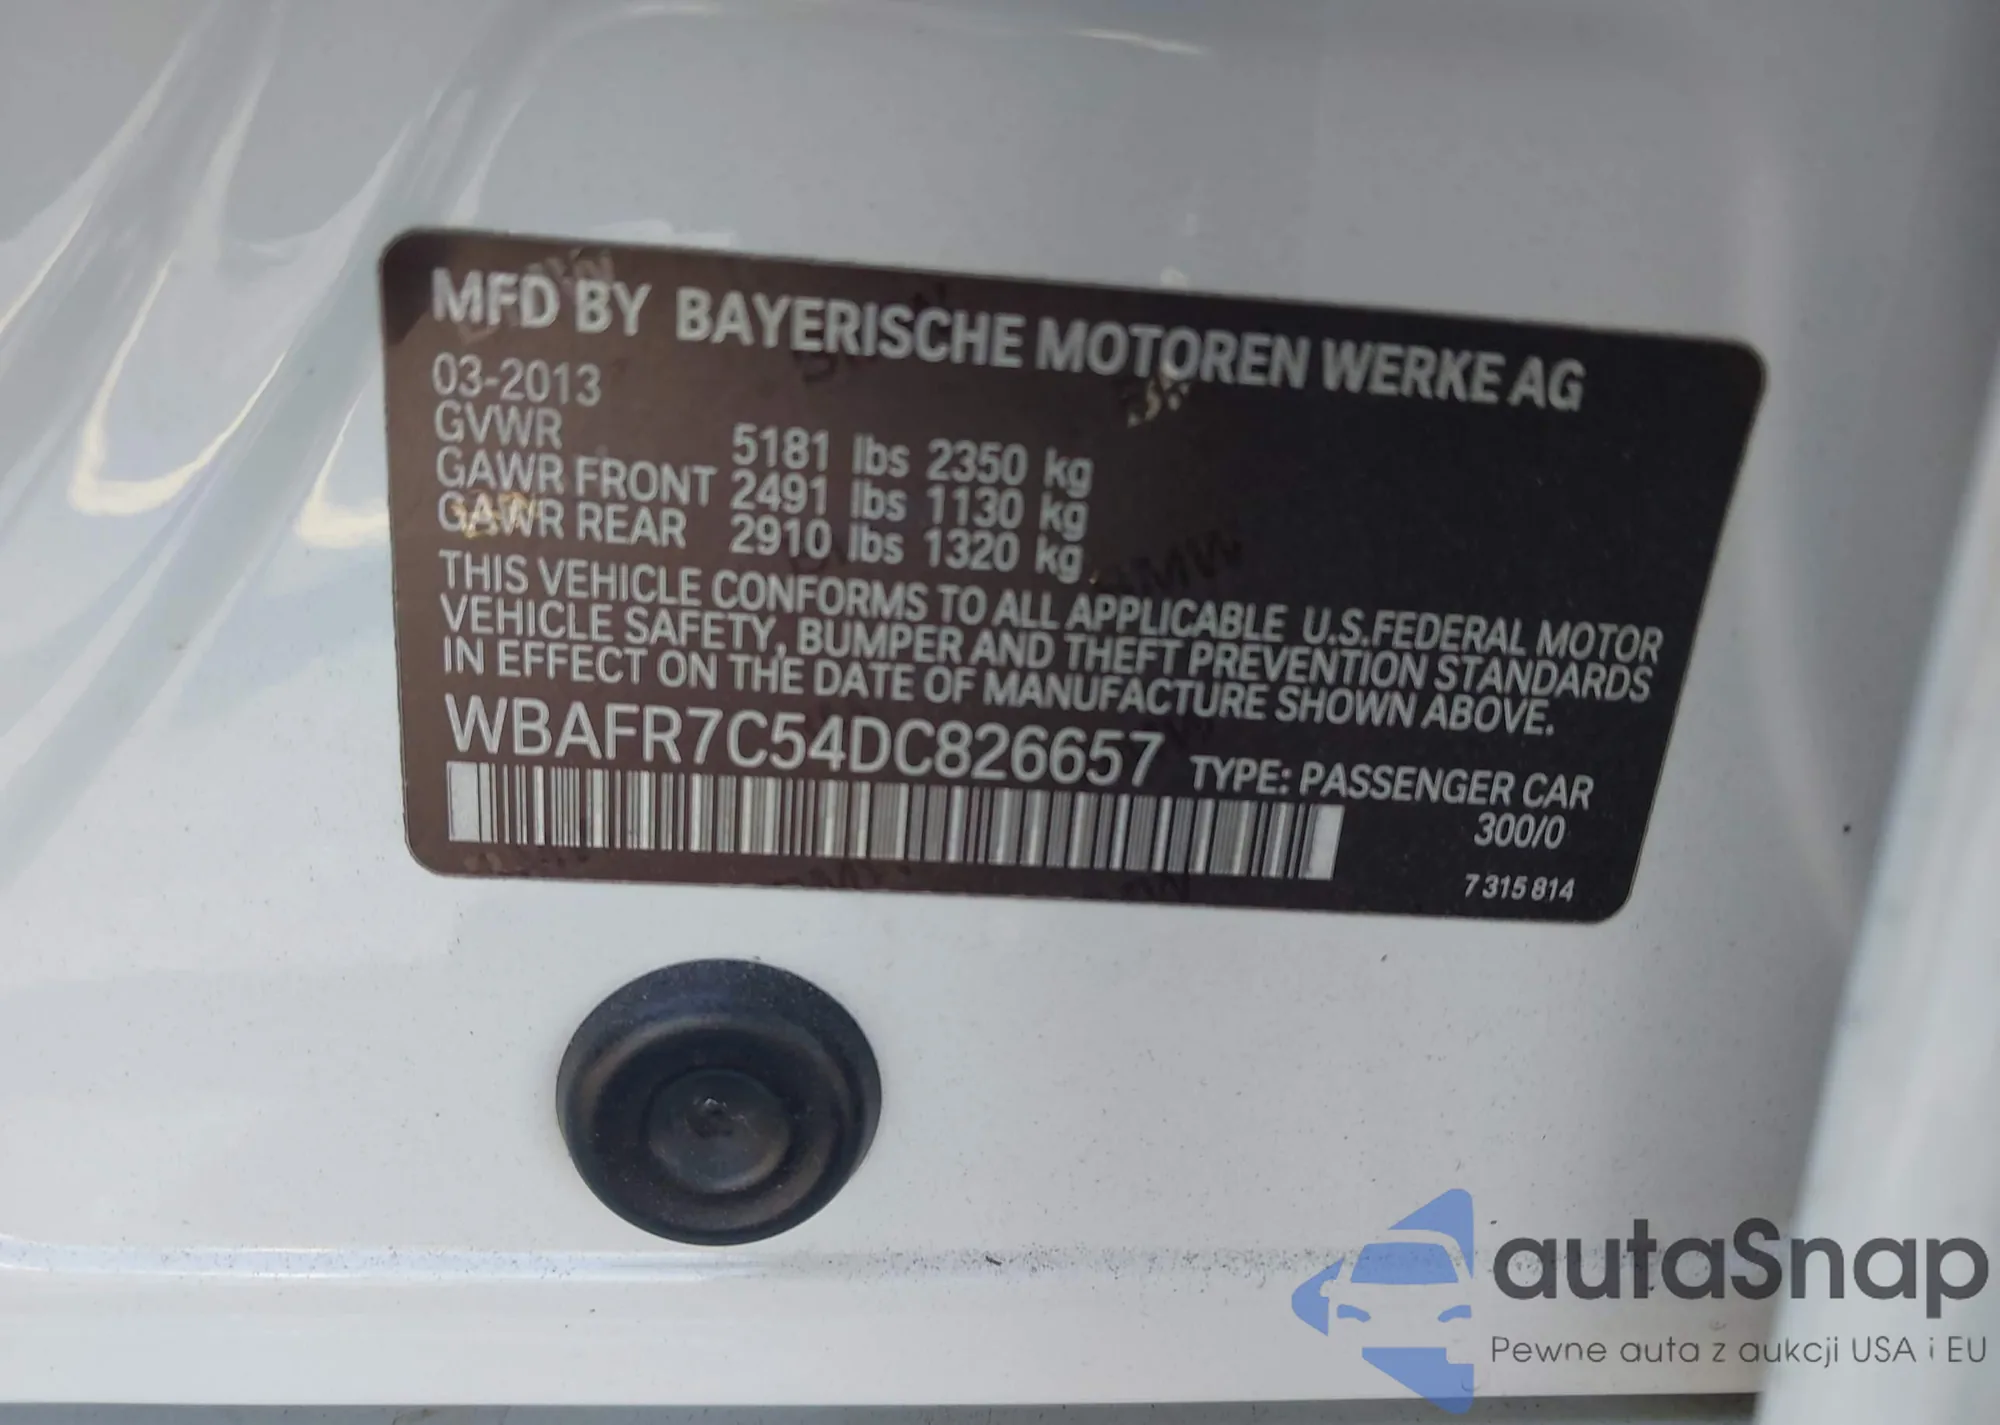 MFD BY BAYERISCHE MOTOREN WERKE AG
03-2013
GVWR 5181 lbs 2350 kg
GAWR FRONT 2491 lbs 1130 kg
GAWR REAR 2910 lbs 1320 kg
THIS VEHICLE CONFORMS TO ALL APPLICABLE U.S.FEDERAL MOTOR
VEHICLE SAFETY, BUMPER AND THEFT PREVENTION STANDARDS
IN EFFECT ON THE DATE OF MANUFACTURE SHOWN ABOVE.
WBAFR7C54DC826657 TYPE: PASSENGER CAR
300/0
7 315 814
autaSnap
Pewne auta z aukcji USA i EU